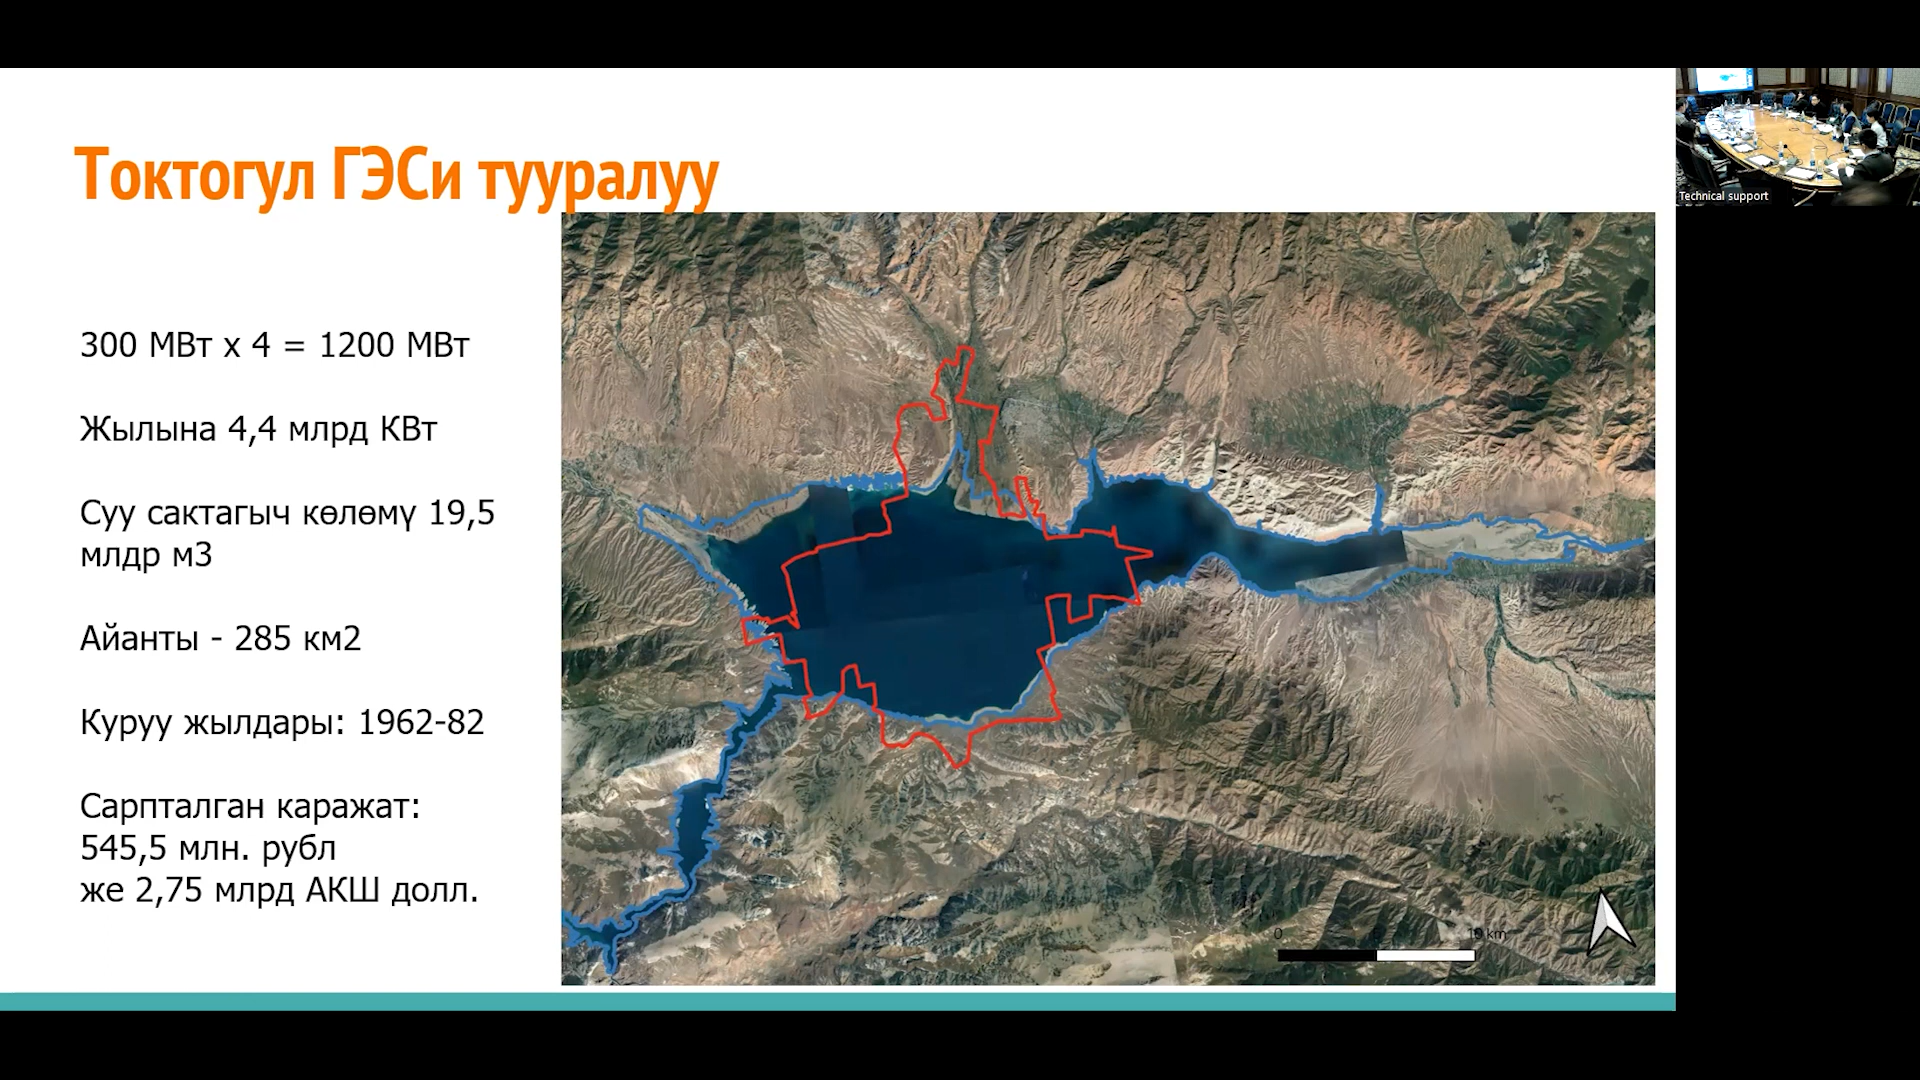 Токтогул ГЭСи тууралуу
300 МВт х 4 = 1200 МВт
Жылына 4,4 млрд КВт
Суу сактагыч көлөмү 19,5
млдр м3
Айанты - 285 км2
Куруу жылдары: 1962-82
Сарпталган каражат:
545,5 млн. рубл
же 2,75 млрд АКШ долл.
0 5 10 km
Technical support